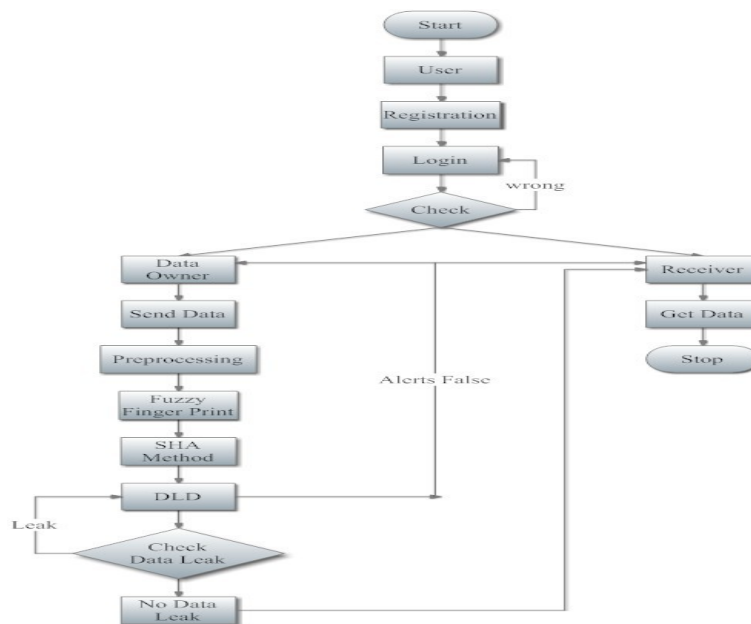 Start
User
Registration
Login
wrong
Check
Data
Owner
Receiver
Send Data
Get Data
Preprocessing
Stop
Alerts False
Fuzzy
Finger Print
SHA
Method
DLD
Leak
Check
Data Leak
No Data
Leak